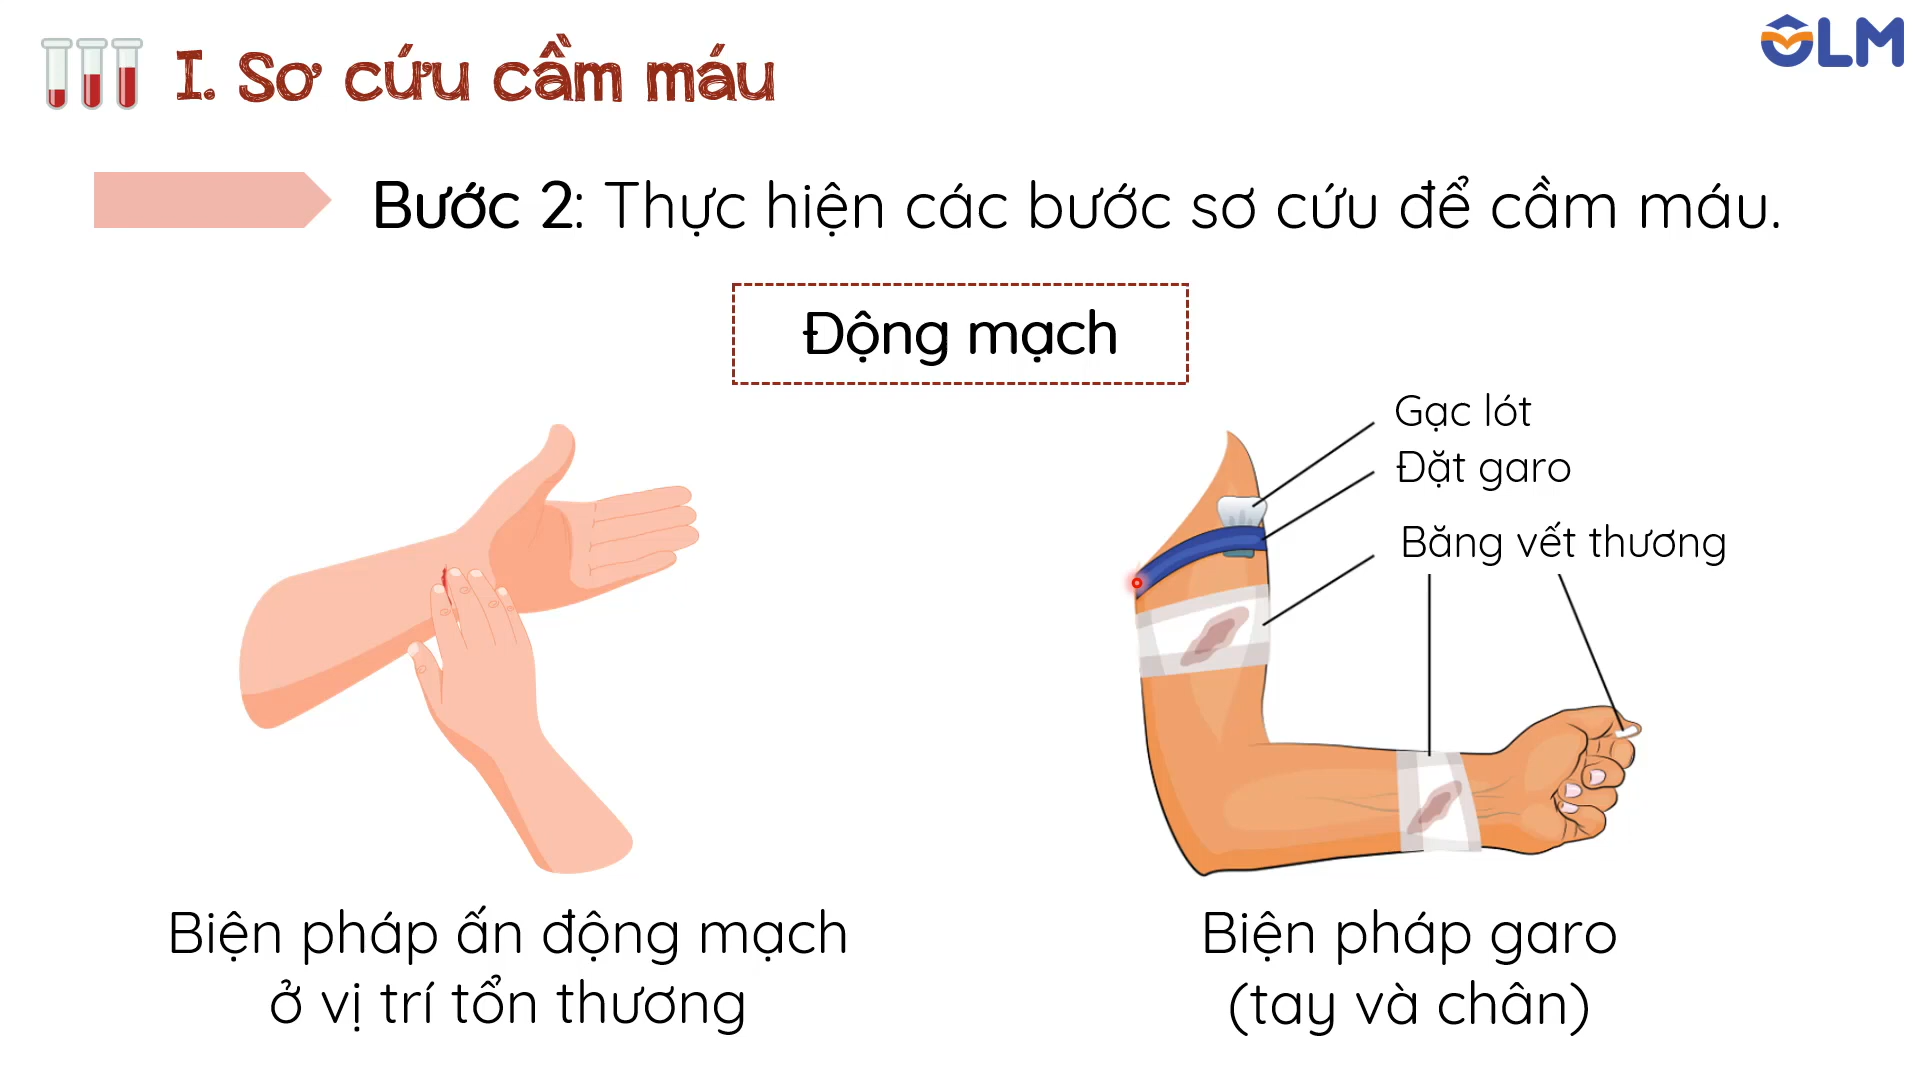 OLM
I. Sơ cứu cầm máu
Bước 2: Thực hiện các bước sơ cứu để cầm máu.
Động mạch
Gạc lót
Đặt garo
Băng vết thương
Biện pháp ấn động mạch
ở vị trí tổn thương
Biện pháp garo
(tay và chân)